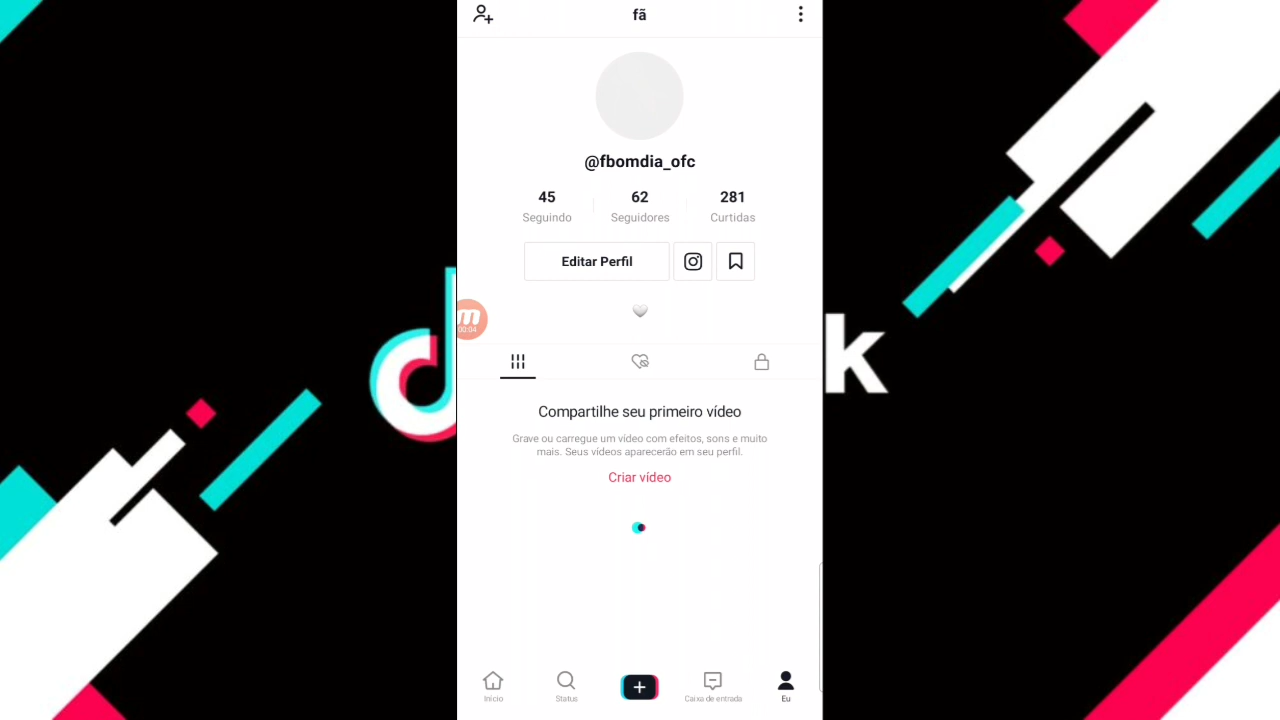 fã
@fbomdia_ofc
45 62 281
Seguindo Seguidores Curtidas
Editar Perfil
m
00:04
k
Compartilhe seu primeiro vídeo
Grave ou carregue um vídeo com efeitos, sons e muito
mais. Seus vídeos aparecerão em seu perfil.
Criar vídeo
Início Status Caixa de entrada Eu